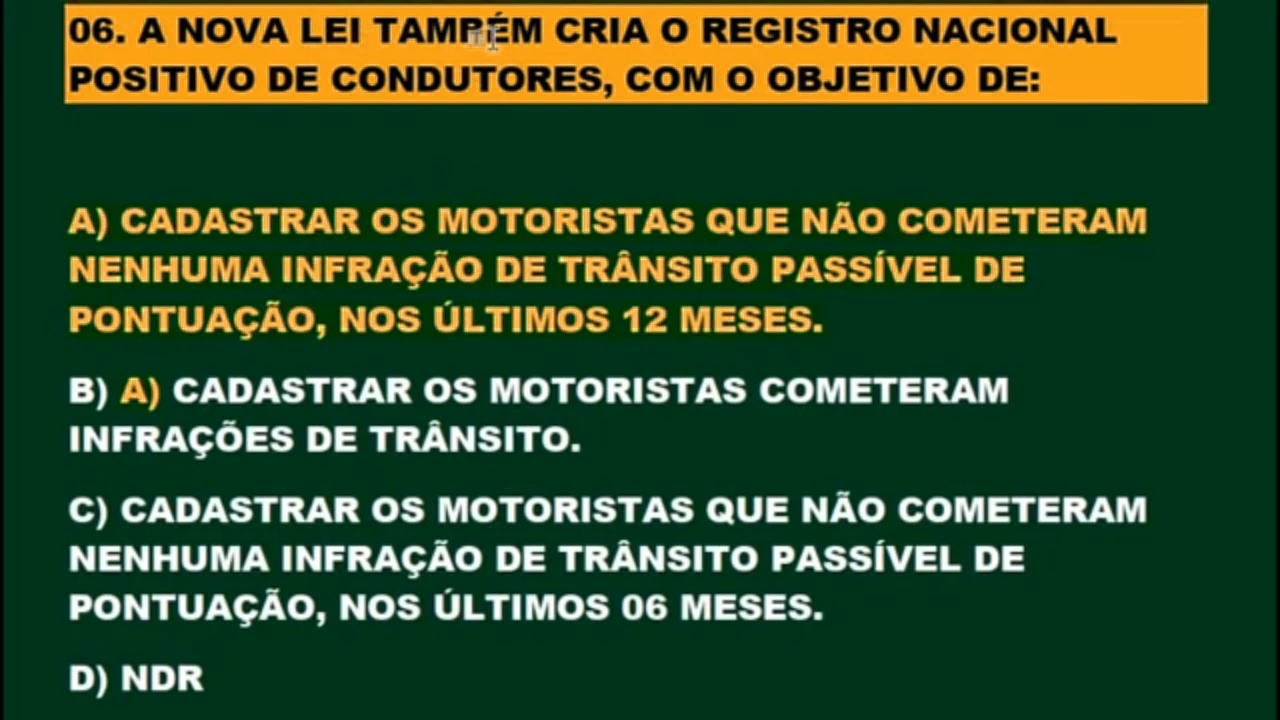 06. A NOVA LEI TAMBÉM CRIA O REGISTRO NACIONAL
POSITIVO DE CONDUTORES, COM O OBJETIVO DE:
A) CADASTRAR OS MOTORISTAS QUE NÃO COMETERAM
NENHUMA INFRAÇÃO DE TRÂNSITO PASSÍVEL DE
PONTUAÇÃO, NOS ÚLTIMOS 12 MESES.
B) A) CADASTRAR OS MOTORISTAS COMETERAM
INFRAÇÕES DE TRÂNSITO.
C) CADASTRAR OS MOTORISTAS QUE NÃO COMETERAM
NENHUMA INFRAÇÃO DE TRÂNSITO PASSÍVEL DE
PONTUAÇÃO, NOS ÚLTIMOS 06 MESES.
D) NDR